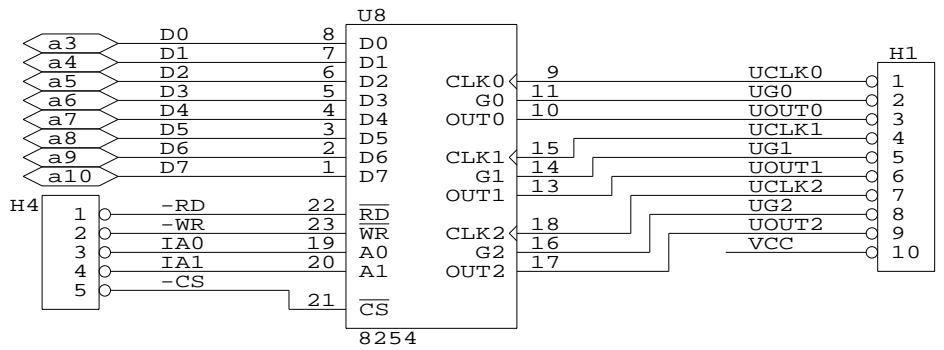 U8
a3 D0 8 D0
a4 D1 7 D1
a5 D2 6 D2
a6 D3 5 D3
a7 D4 4 D4
a8 D5 3 D5
a9 D6 2 D6
a10 D7 1 D7
H4
1 -RD 22 RD
2 -WR 23 WR
3 IA0 19 A0
4 IA1 20 A1
5 -CS 21 CS
8254
CLK0 9
G0 11
OUT0 10
CLK1 15
G1 14
OUT1 13
CLK2 18
G2 16
OUT2 17
H1
UCLK0 1
UG0 2
UOUT0 3
UCLK1 4
UG1 5
UOUT1 6
UCLK2 7
UG2 8
UOUT2 9
VCC 10